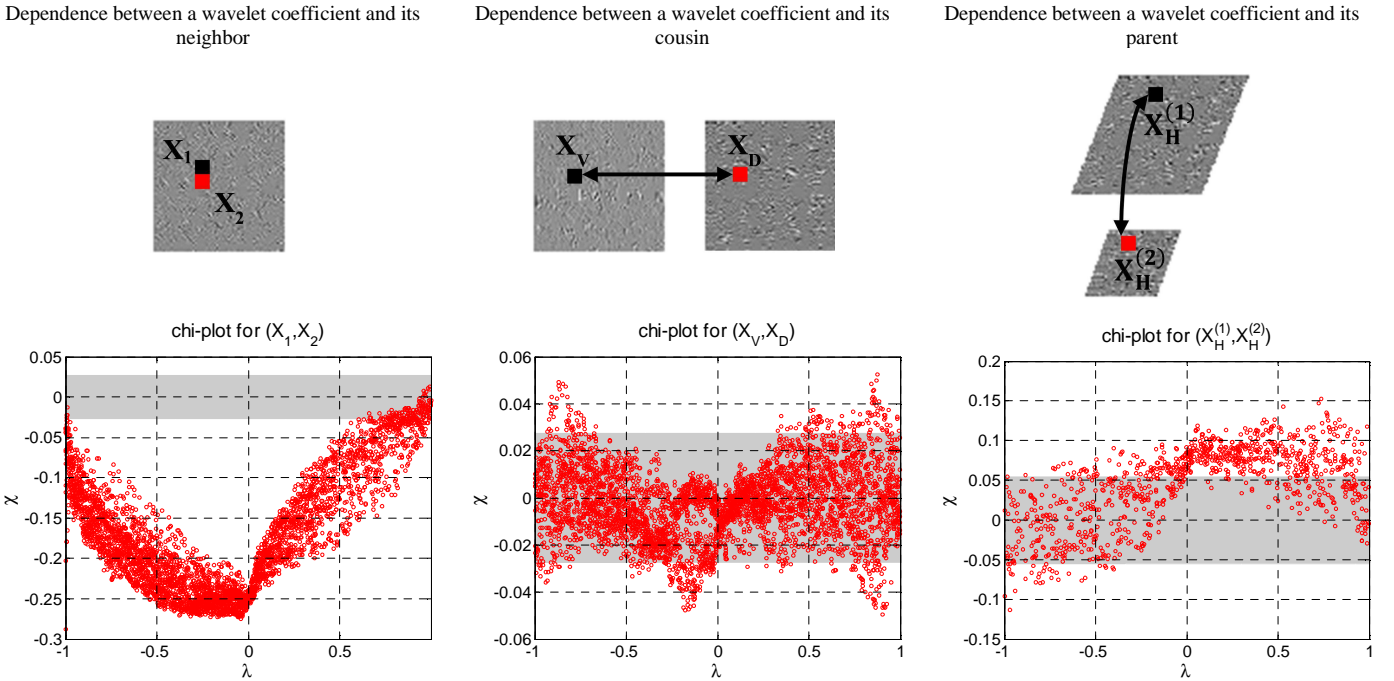 Dependence between a wavelet coefficient and its
neighbor
Dependence between a wavelet coefficient and its
cousin
Dependence between a wavelet coefficient and its
parent
X1
X2
XV
XD
XH(1)
XH(2)
chi-plot for (X1,X2)
0.05
0
-0.05
-0.1
-0.15
-0.2
-0.25
-0.3
χ
-1
-0.5
0
0.5
λ
chi-plot for (XV,XD)
0.06
0.04
0.02
0
-0.02
-0.04
-0.06
χ
-1
-0.5
0
0.5
1
λ
chi-plot for (XH(1),XH(2))
0.2
0.15
0.1
0.05
0
-0.05
-0.1
-0.15
χ
-1
-0.5
0
0.5
1
λ